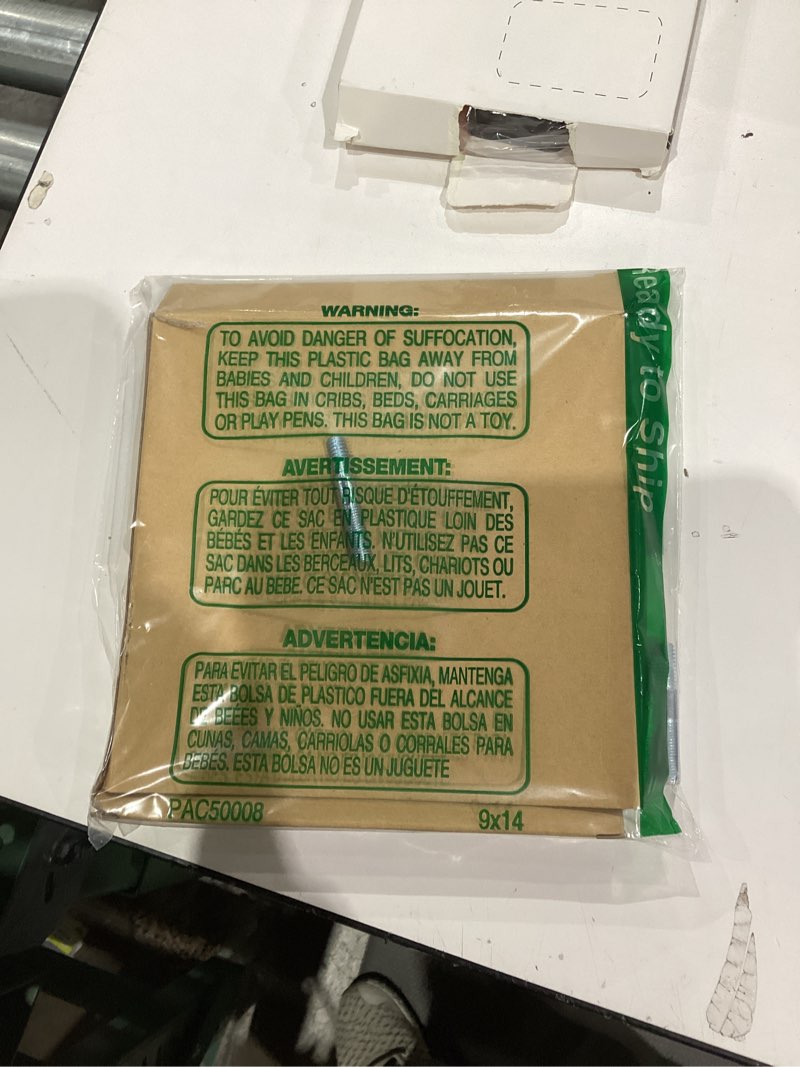 WARNING:
TO AVOID DANGER OF SUFFOCATION,
KEEP THIS PLASTIC BAG AWAY FROM
BABIES AND CHILDREN, DO NOT USE
THIS BAG IN CRIBS, BEDS, CARRIAGES
OR PLAY PENS. THIS BAG IS NOT A TOY.
AVERTISSEMENT:
POUR ÉVITER TOUT RISQUE D'ÉTOUFFEMENT,
GARDEZ CE SAC EN PLASTIQUE LOIN DES
BÉBÉS ET LES ENFANTS, N'UTILISEZ PAS CE
SAC DANS LES BERCEAUX, LITS, CHARIOTS OU
PARC AU BEBE. CE SAC N'EST PAS UN JOUET.
ADVERTENCIA:
PARA EVITAR EL PELIGRO DE ASFIXIA, MANTENGA
ESTA BOLSA DE PLASTICO FUERA DEL ALCANCE
DE BEÉES Y NIÑOS. NO USAR ESTA BOLSA EN
CUNAS, CAMAS, CARRIOLAS O CORRALES PARA
BEBÉS. ESTA BOLSA NO ES UN JUGUETE
PAC50008 9x14
Ready to Ship